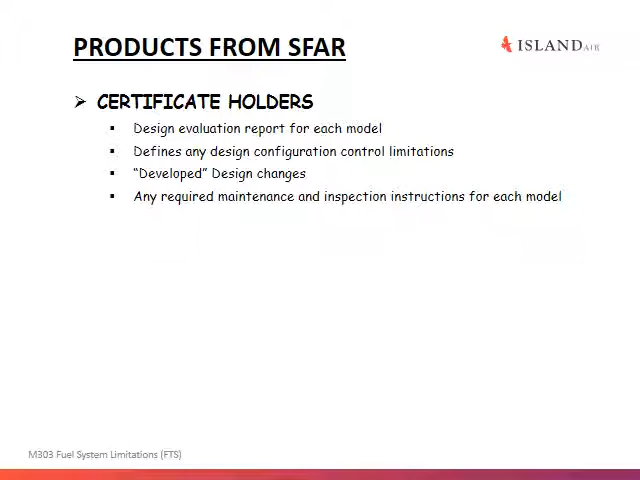 PRODUCTS FROM SFAR
ISLAND AIR
➢ CERTIFICATE HOLDERS
▪ Design evaluation report for each model
▪ Defines any design configuration control limitations
▪ “Developed” Design changes
▪ Any required maintenance and inspection instructions for each model
M303 Fuel System Limitations (FTS)